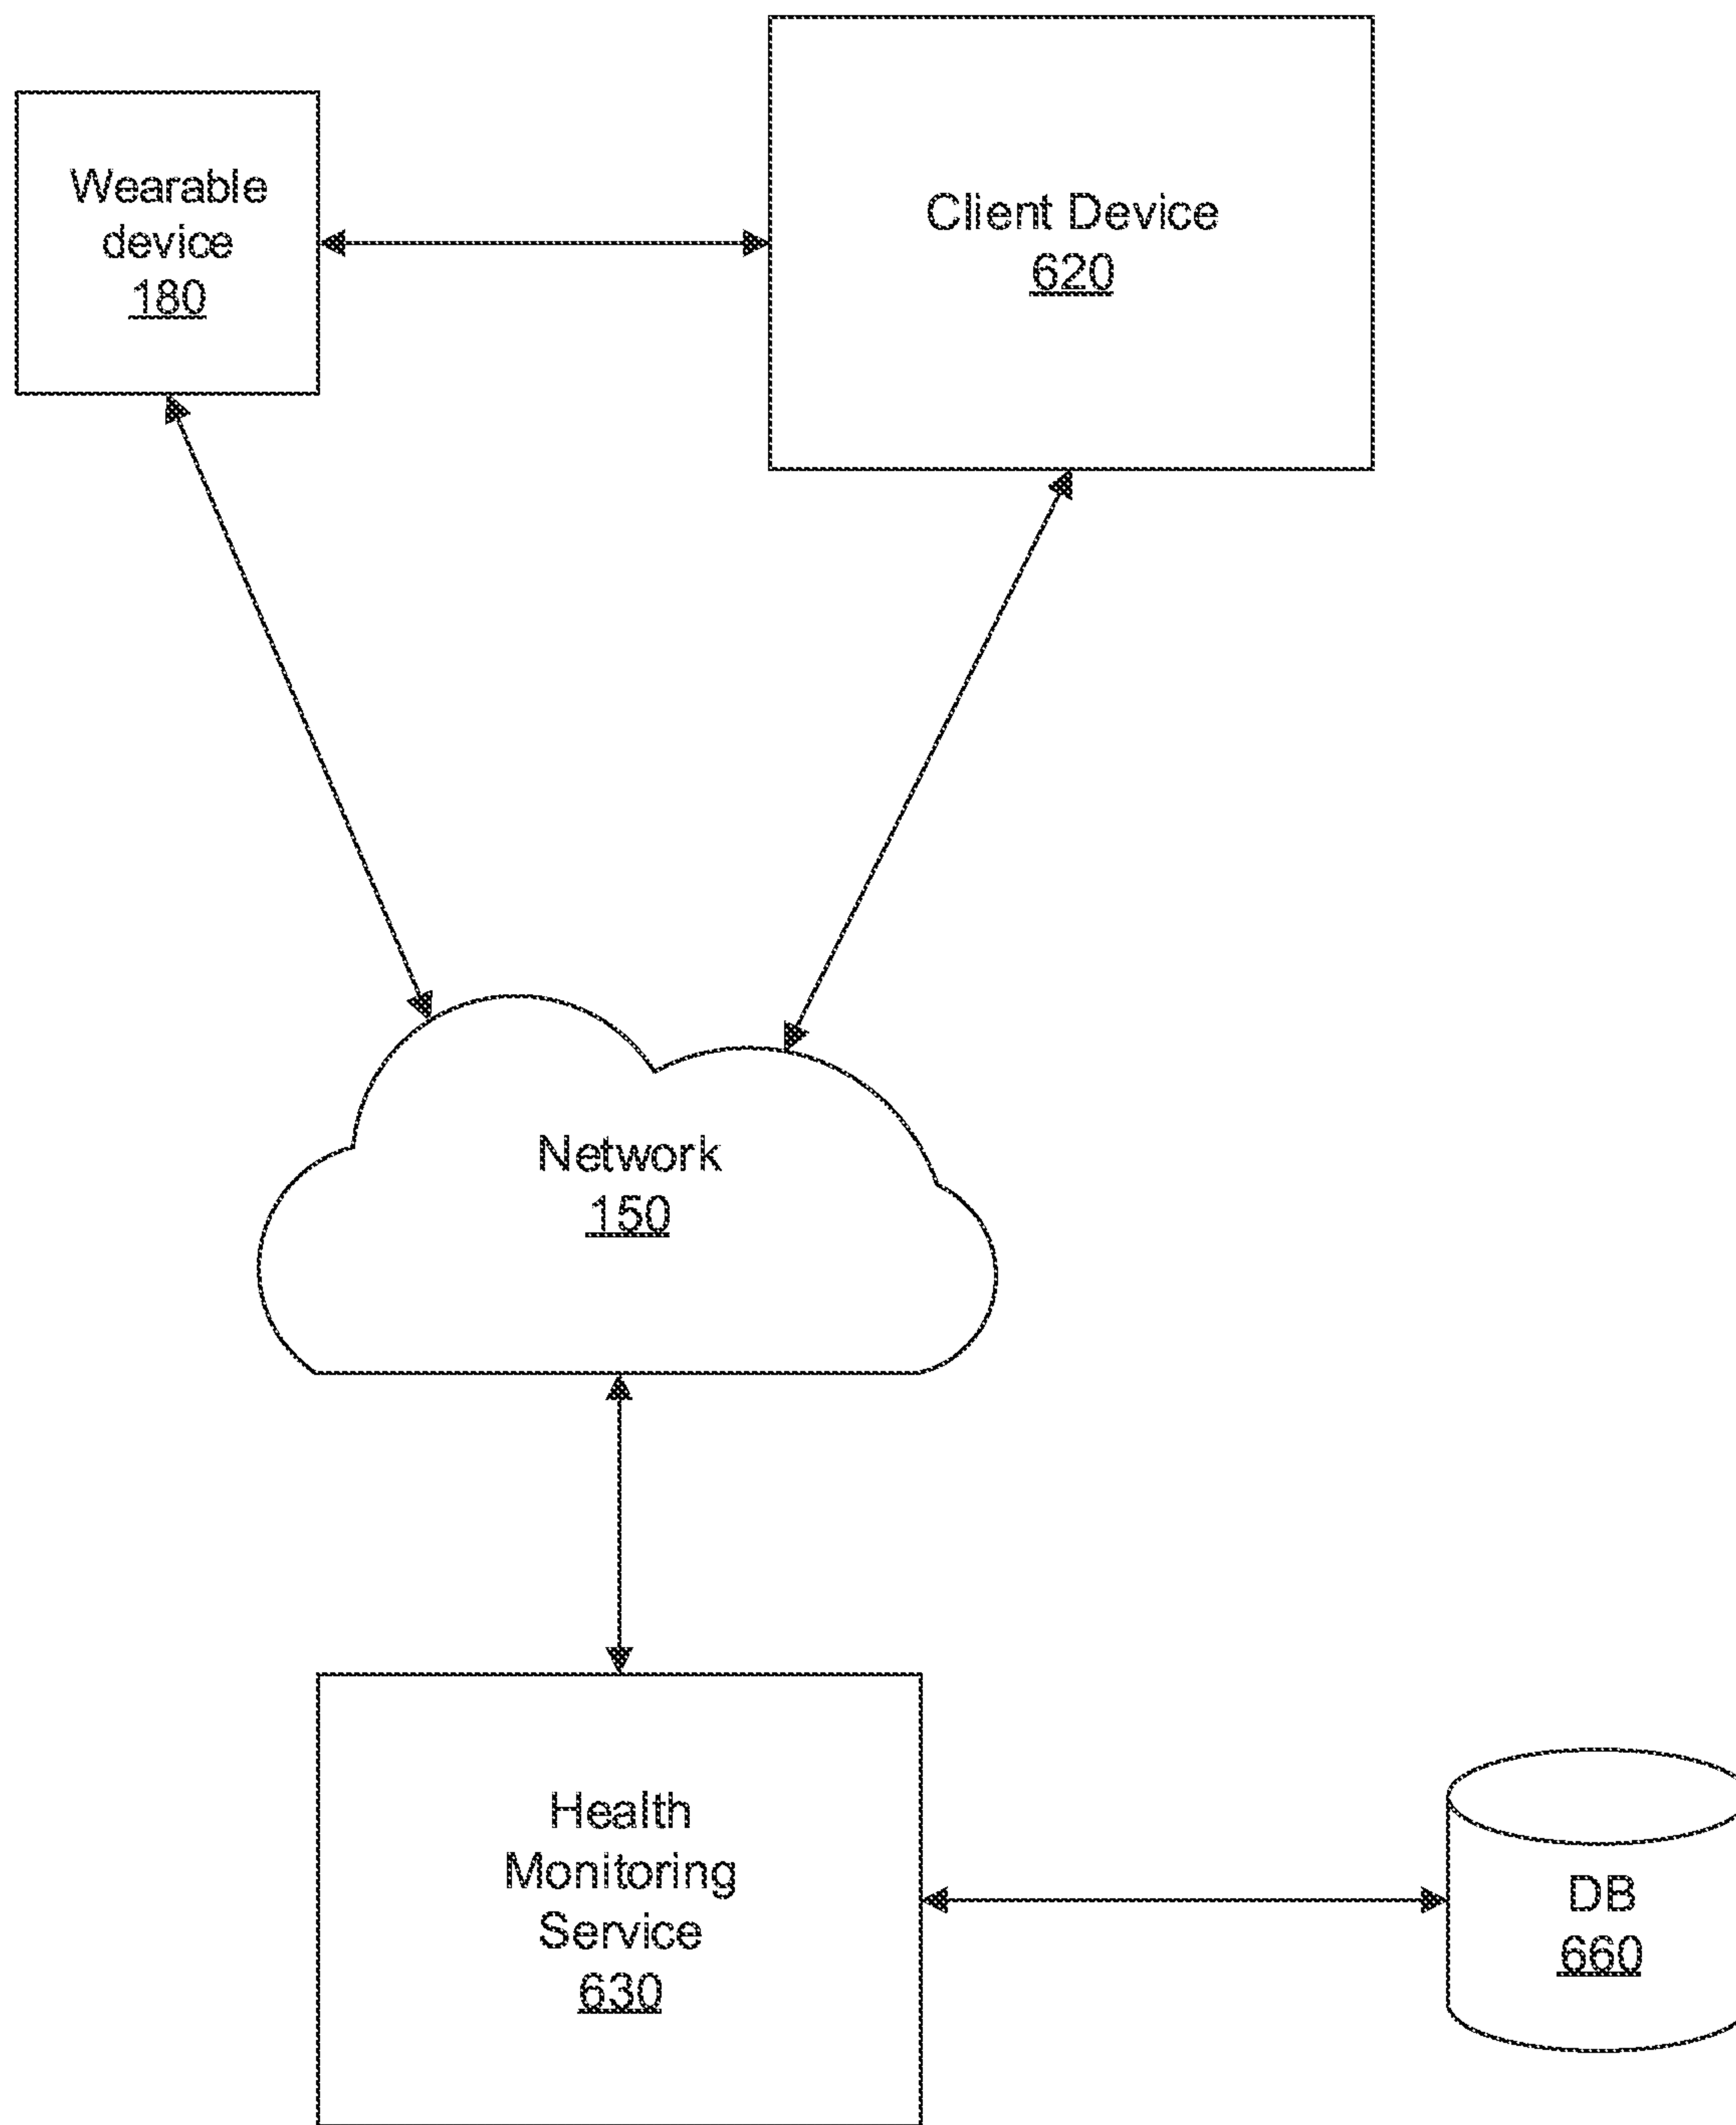 Wearable
device
180
Client Device
620
Network
150
Health
Monitoring
Service
630
DB
660